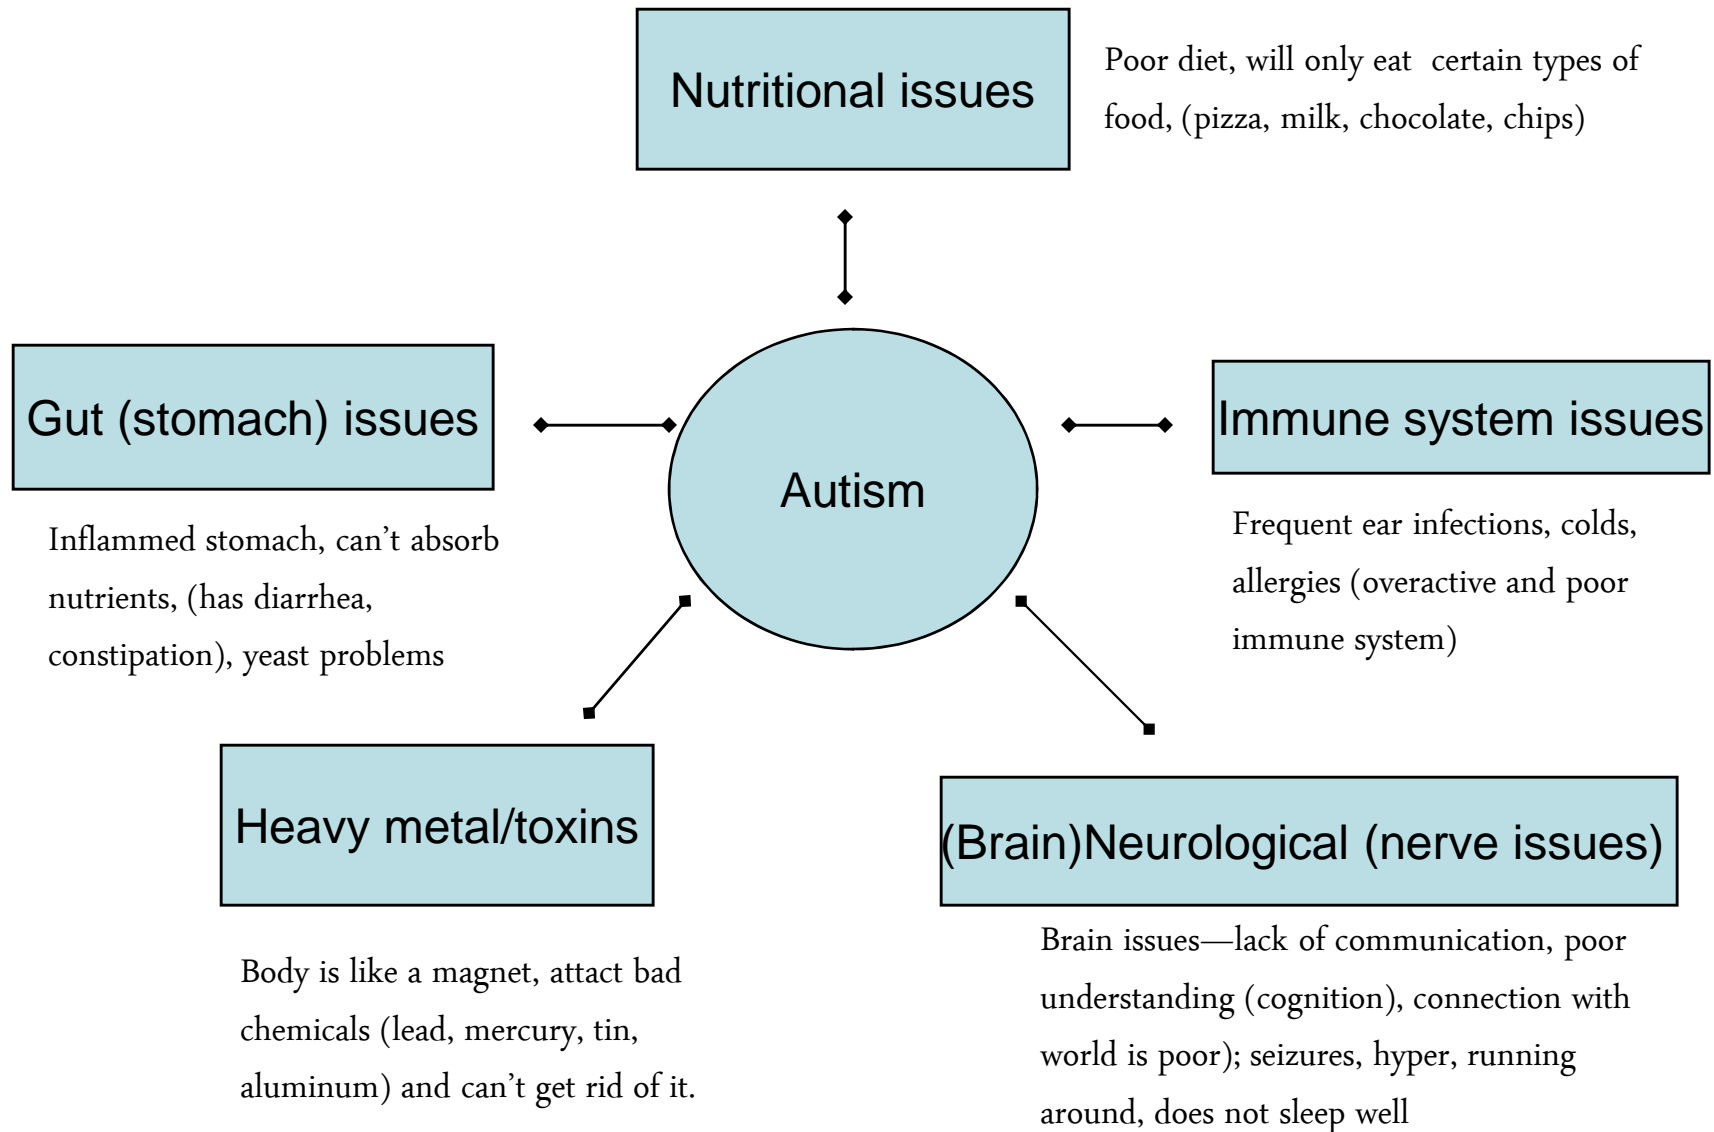 Nutritional issues
Poor diet, will only eat certain types of
food, (pizza, milk, chocolate, chips)
Gut (stomach) issues
Inflammed stomach, can’t absorb
nutrients, (has diarrhea,
constipation), yeast problems
Autism
Immune system issues
Frequent ear infections, colds,
allergies (overactive and poor
immune system)
Heavy metal/toxins
Body is like a magnet, attact bad
chemicals (lead, mercury, tin,
aluminum) and can’t get rid of it.
(Brain)Neurological (nerve issues)
Brain issues—lack of communication, poor
understanding (cognition), connection with
world is poor); seizures, hyper, running
around, does not sleep well